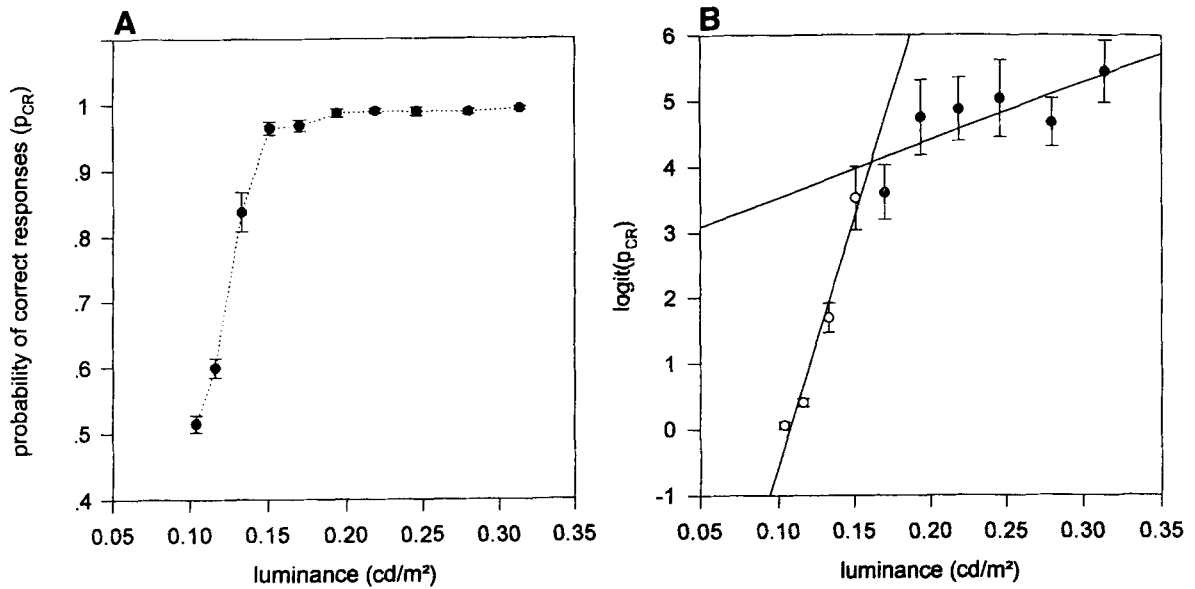 A
probability of correct responses (pCR)
1
.9
.8
.7
.6
.5
.4
0.05 0.10 0.15 0.20 0.25 0.30 0.35
luminance (cd/m²)
B
logit(pCR)
6
5
4
3
2
1
0
-1
0.05 0.10 0.15 0.20 0.25 0.30 0.35
luminance (cd/m²)